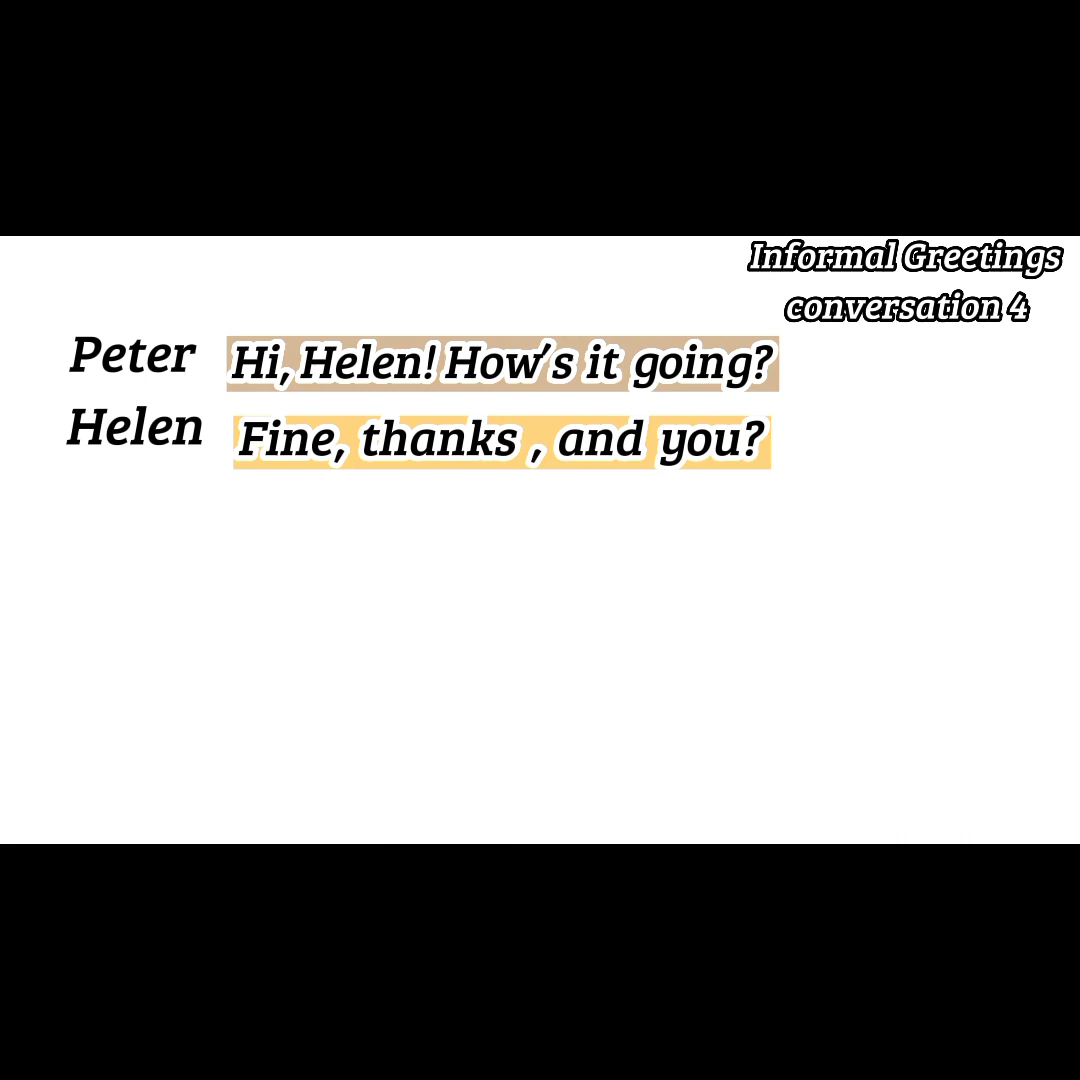 Informal Greetings
conversation 4
Peter Hi, Helen! How's it going?
Helen Fine, thanks , and you?